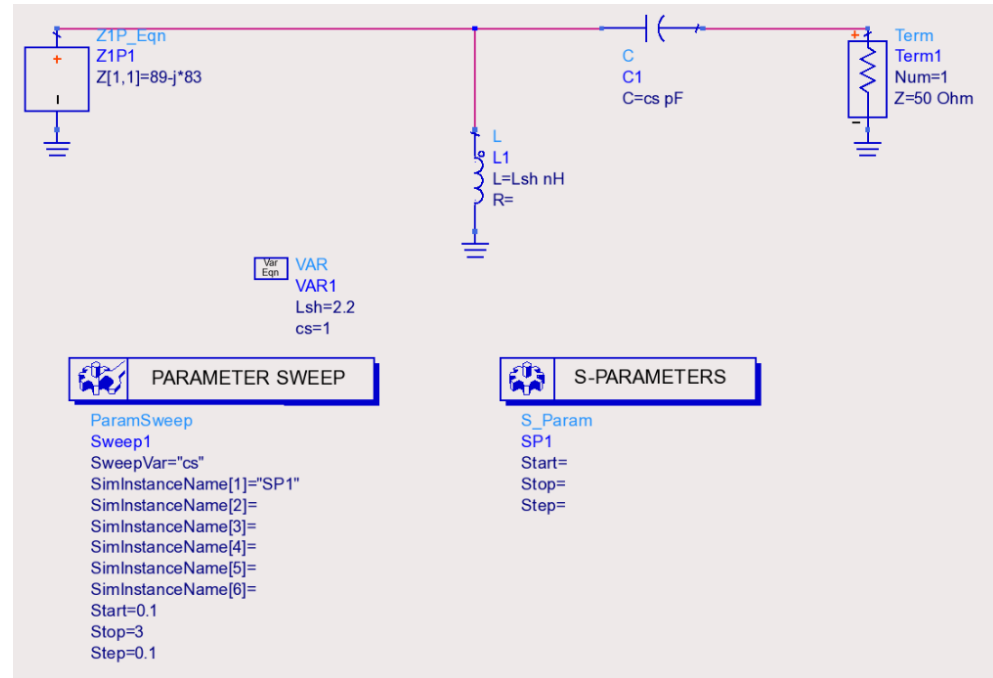 Z1P_Eqn
Z1P1
Z[1,1]=89-j*83
C
C1
C=cs pF
Term
Term1
Num=1
Z=50 Ohm
L
L1
L=Lsh nH
R=
Var
Eqn
VAR
VAR1
Lsh=2.2
cs=1
PARAMETER SWEEP
ParamSweep
Sweep1
SweepVar="cs"
SimInstanceName[1]="SP1"
SimInstanceName[2]=
SimInstanceName[3]=
SimInstanceName[4]=
SimInstanceName[5]=
SimInstanceName[6]=
Start=0.1
Stop=3
Step=0.1
S-PARAMETERS
S_Param
SP1
Start=
Stop=
Step=